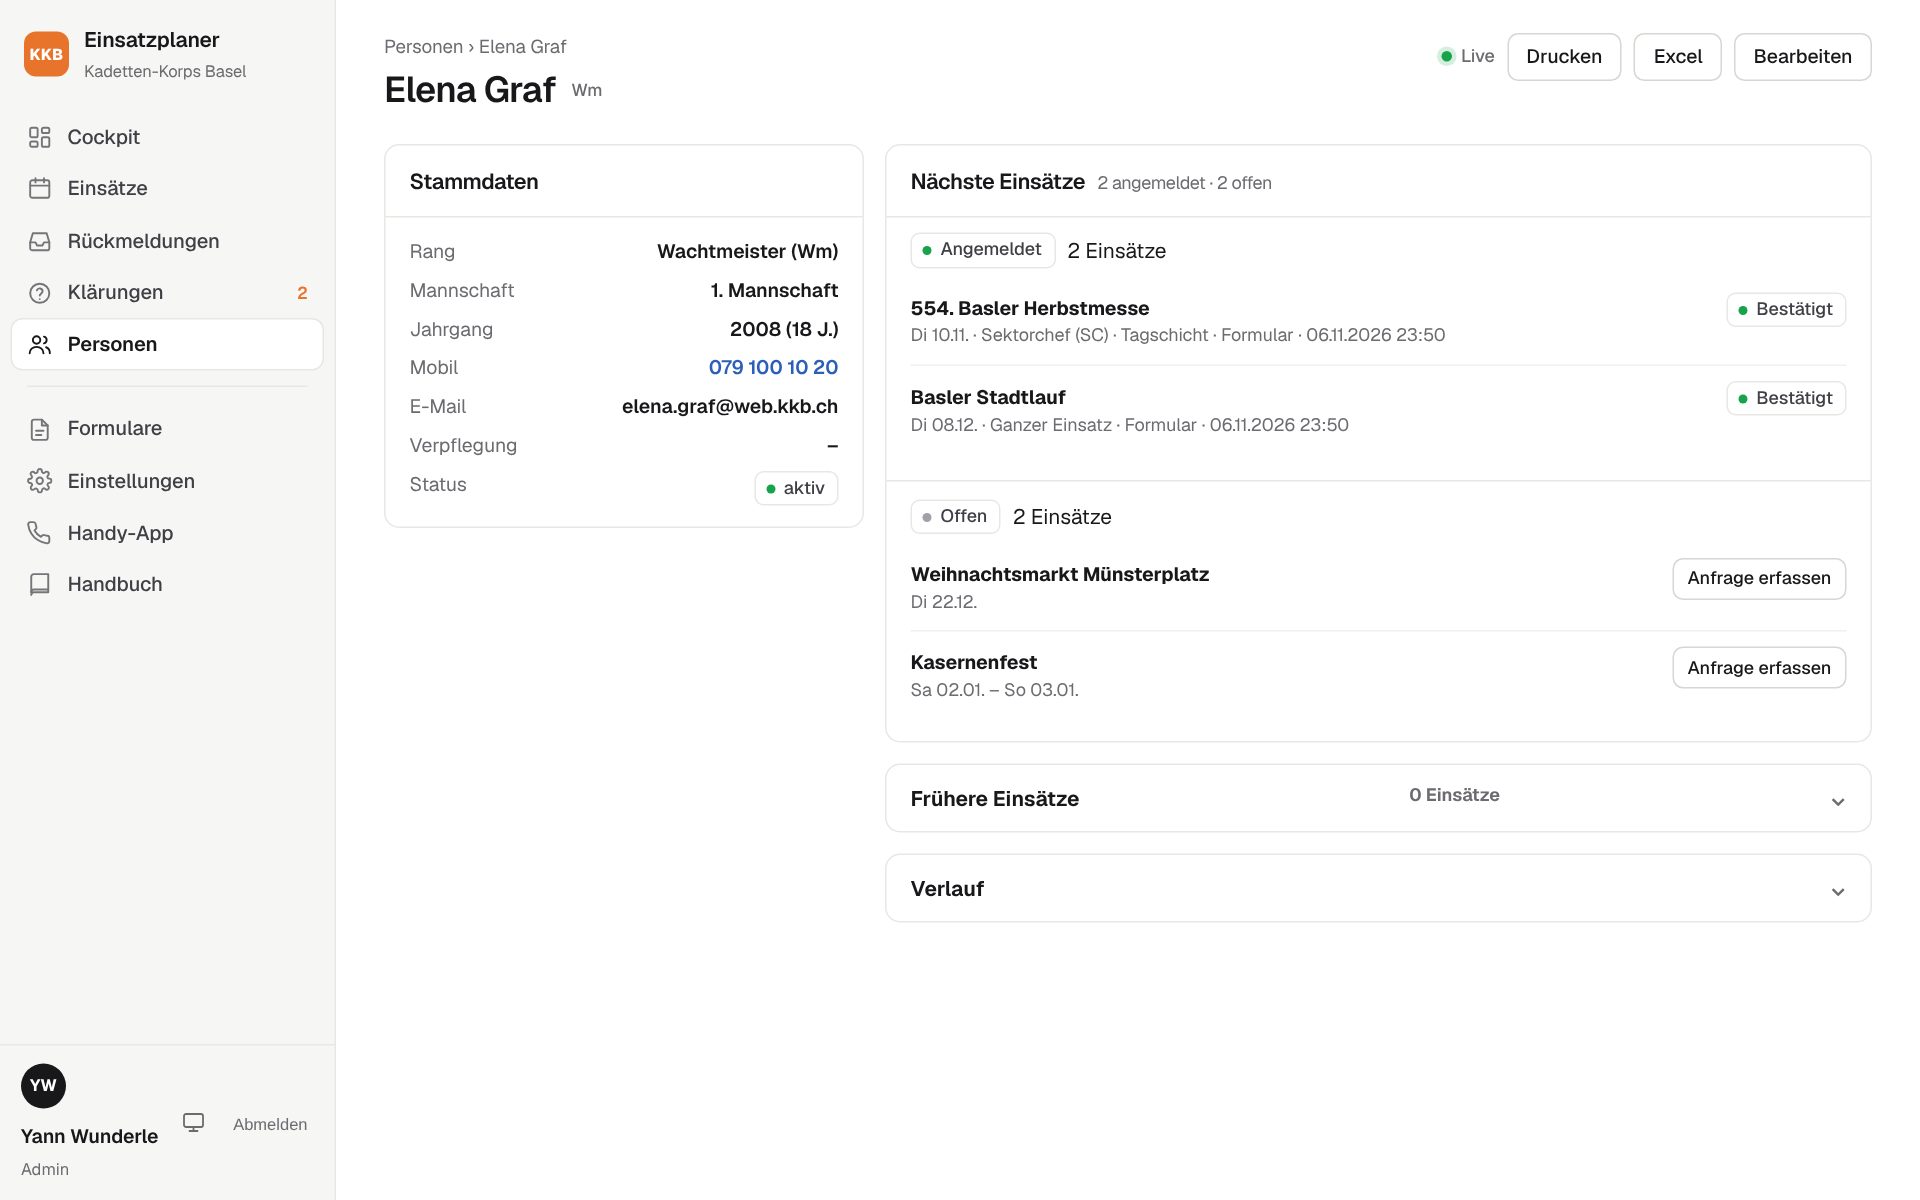 KKB
Einsatzplaner
Kadetten-Korps Basel
Cockpit
Einsätze
Rückmeldungen
Klärungen 2
Personen
Formulare
Einstellungen
Handy-App
Handbuch
YW
Yann Wunderle
Admin
Abmelden
Personen › Elena Graf
Elena Graf Wm
Live
Drucken
Excel
Bearbeiten
Stammdaten
Rang Wachtmeister (Wm)
Mannschaft 1. Mannschaft
Jahrgang 2008 (18 J.)
Mobil 079 100 10 20
E-Mail elena.graf@web.kkb.ch
Verpflegung –
Status aktiv
Nächste Einsätze 2 angemeldet · 2 offen
Angemeldet 2 Einsätze
554. Basler Herbstmesse Bestätigt
Di 10.11. · Sektorchef (SC) · Tagschicht · Formular · 06.11.2026 23:50
Basler Stadtlauf Bestätigt
Di 08.12. · Ganzer Einsatz · Formular · 06.11.2026 23:50
Offen 2 Einsätze
Weihnachtsmarkt Münsterplatz Anfrage erfassen
Di 22.12.
Kasernenfest Anfrage erfassen
Sa 02.01. – So 03.01.
Frühere Einsätze 0 Einsätze
Verlauf